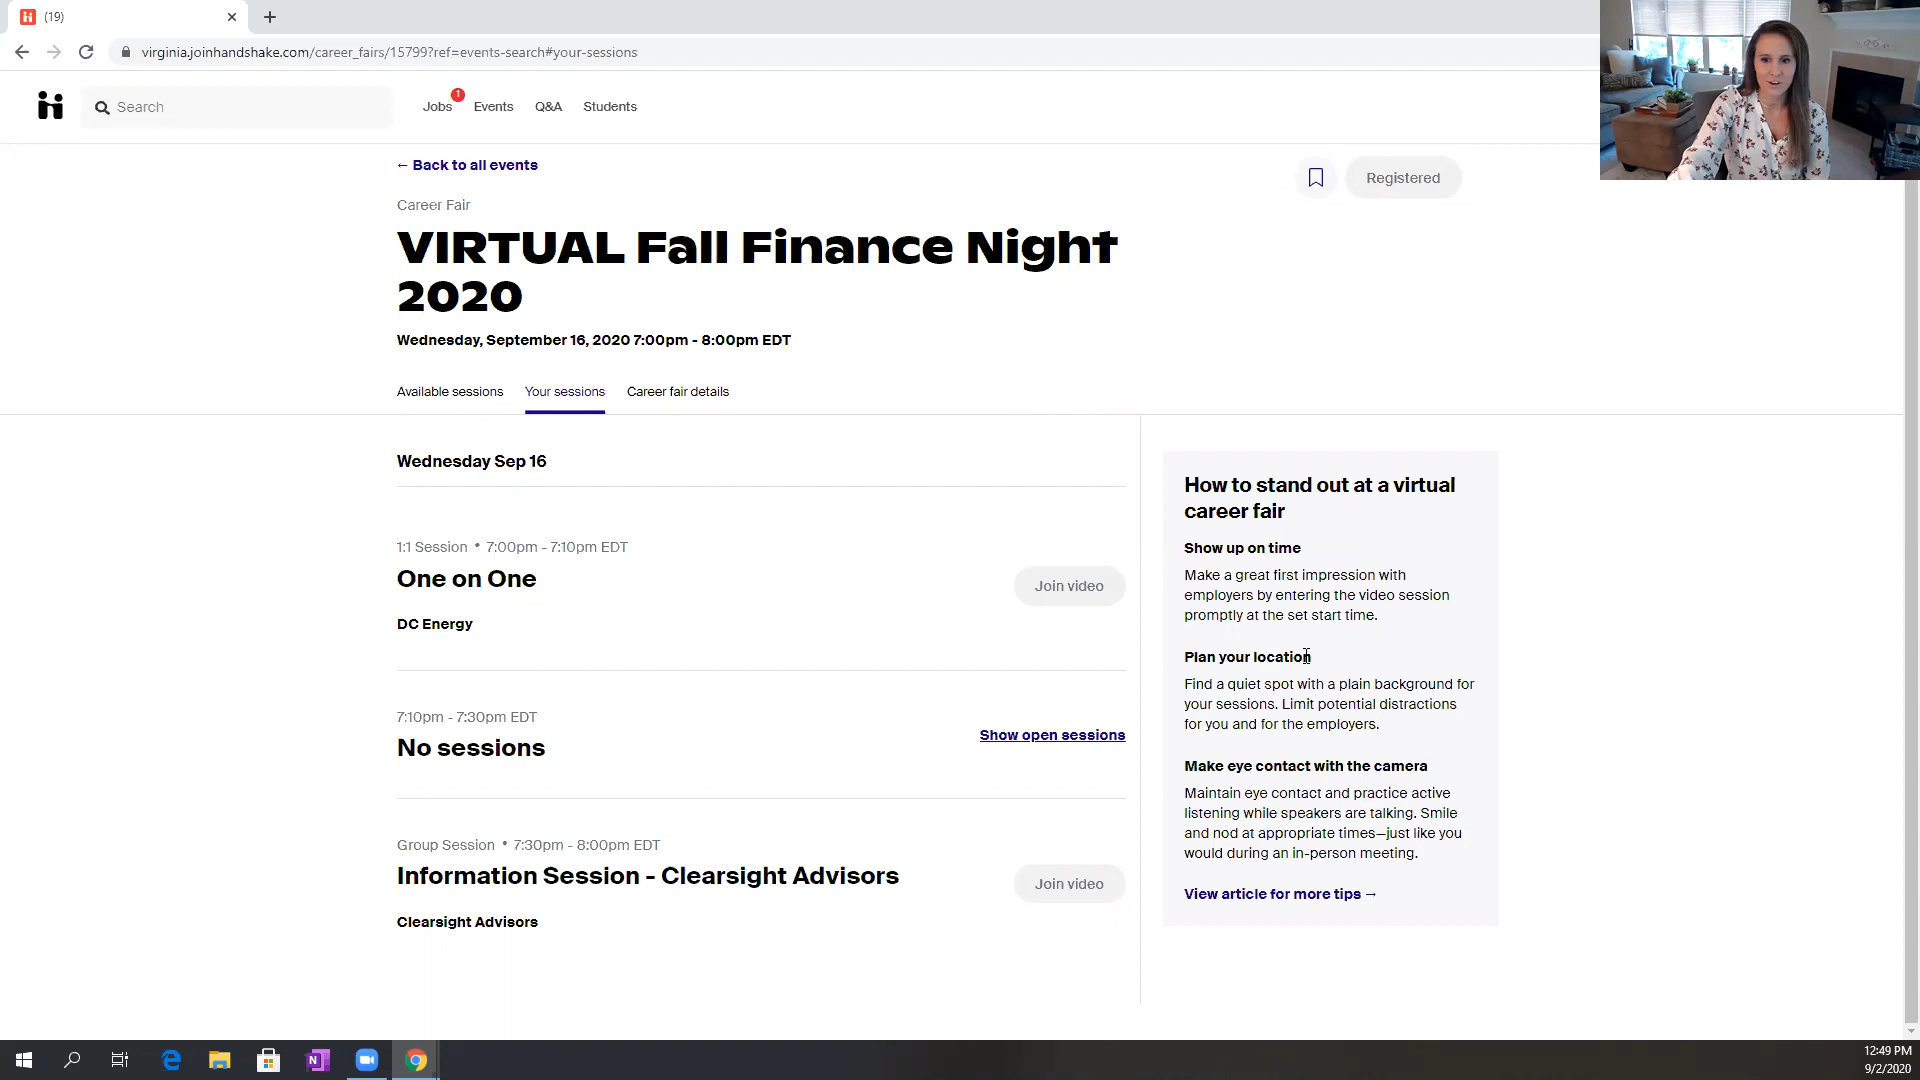 (19)
virginia.joinhandshake.com/career_fairs/15799?ref=events-search#your-sessions
Search
Jobs
1
Events
Q&A
Students
← Back to all events
Registered
Career Fair
VIRTUAL Fall Finance Night
2020
Wednesday, September 16, 2020 7:00pm - 8:00pm EDT
Available sessions
Your sessions
Career fair details
Wednesday Sep 16
1:1 Session • 7:00pm - 7:10pm EDT
One on One
Join video
DC Energy
7:10pm - 7:30pm EDT
No sessions
Show open sessions
Group Session • 7:30pm - 8:00pm EDT
Information Session - Clearsight Advisors
Join video
Clearsight Advisors
How to stand out at a virtual
career fair
Show up on time
Make a great first impression with
employers by entering the video session
promptly at the set start time.
Plan your location
Find a quiet spot with a plain background for
your sessions. Limit potential distractions
for you and for the employers.
Make eye contact with the camera
Maintain eye contact and practice active
listening while speakers are talking. Smile
and nod at appropriate times—just like you
would during an in-person meeting.
View article for more tips →
12:49 PM
9/2/2020